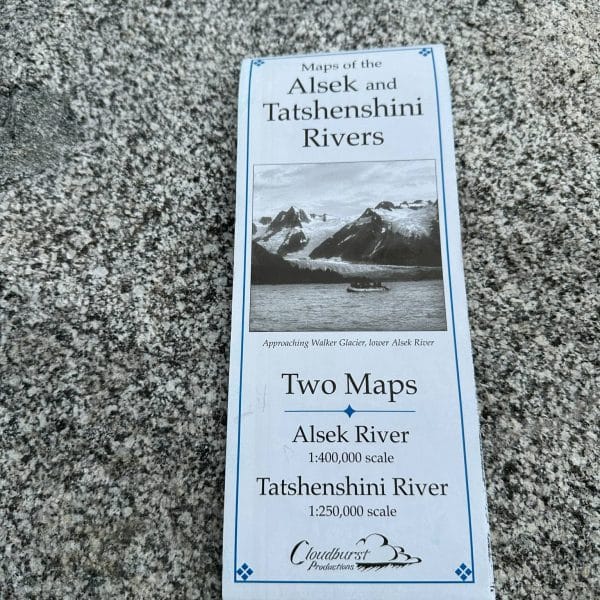 Maps of the
Alsek and
Tatshenshini
Rivers
Approaching Walker Glacier, lower Alsek River
Two Maps
Alsek River
1:400,000 scale
Tatshenshini River
1:250,000 scale
Cloudburst
Productions